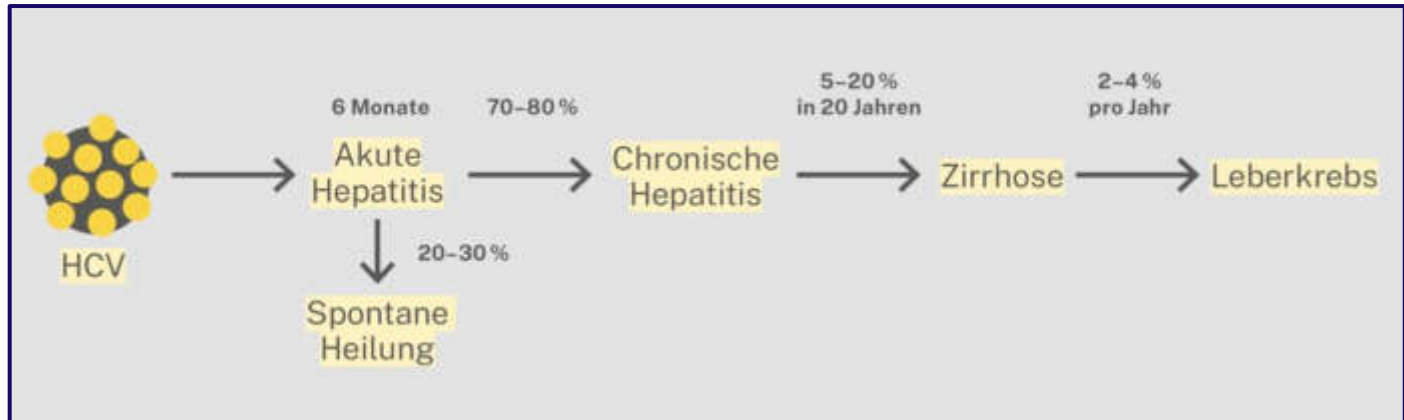 HCV
6 Monate
Akute
Hepatitis
20–30 %
Spontane
Heilung
70–80 %
Chronische
Hepatitis
5–20 %
in 20 Jahren
Zirrhose
2–4 %
pro Jahr
Leberkrebs